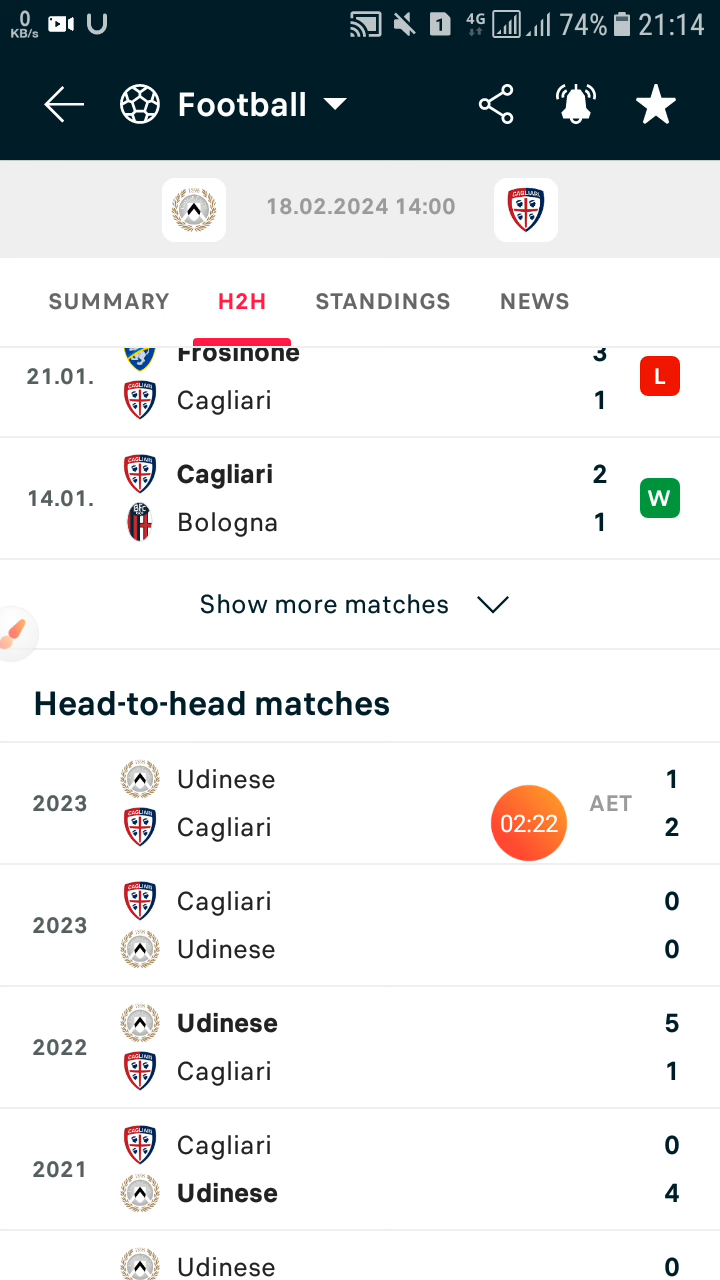 0
KB/s
1 4G 74% 21:14
Football
18.02.2024 14:00
SUMMARY H2H STANDINGS NEWS
21.01. Frosinone 3 L
Cagliari 1
14.01. Cagliari 2 W
Bologna 1
Show more matches
Head-to-head matches
2023 Udinese AET 1
Cagliari 2
02:22
2023 Cagliari 0
Udinese 0
2022 Udinese 5
Cagliari 1
2021 Cagliari 0
Udinese 4
Udinese 0